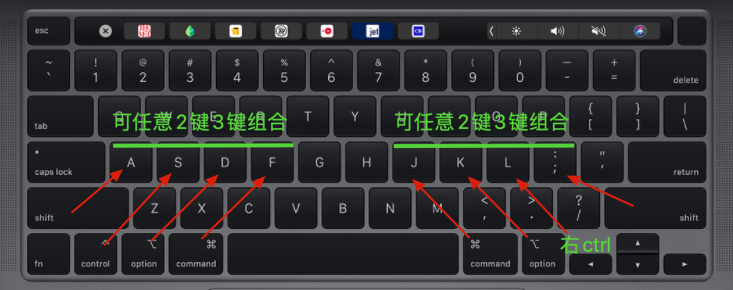 esc jet CB
~ ` ! 1 @ 2 # 3 $ 4 % 5 ^ 6 & 7 * 8 ( 9 ) 0 — - + = delete
tab T Y { [ } ] | \
可任意2键3键组合 可任意2键3键组合
caps lock A S D F G H J K L : ; " ' return
shift Z X C V B N M < , > . ? / shift
右ctrl
fn control option command command option